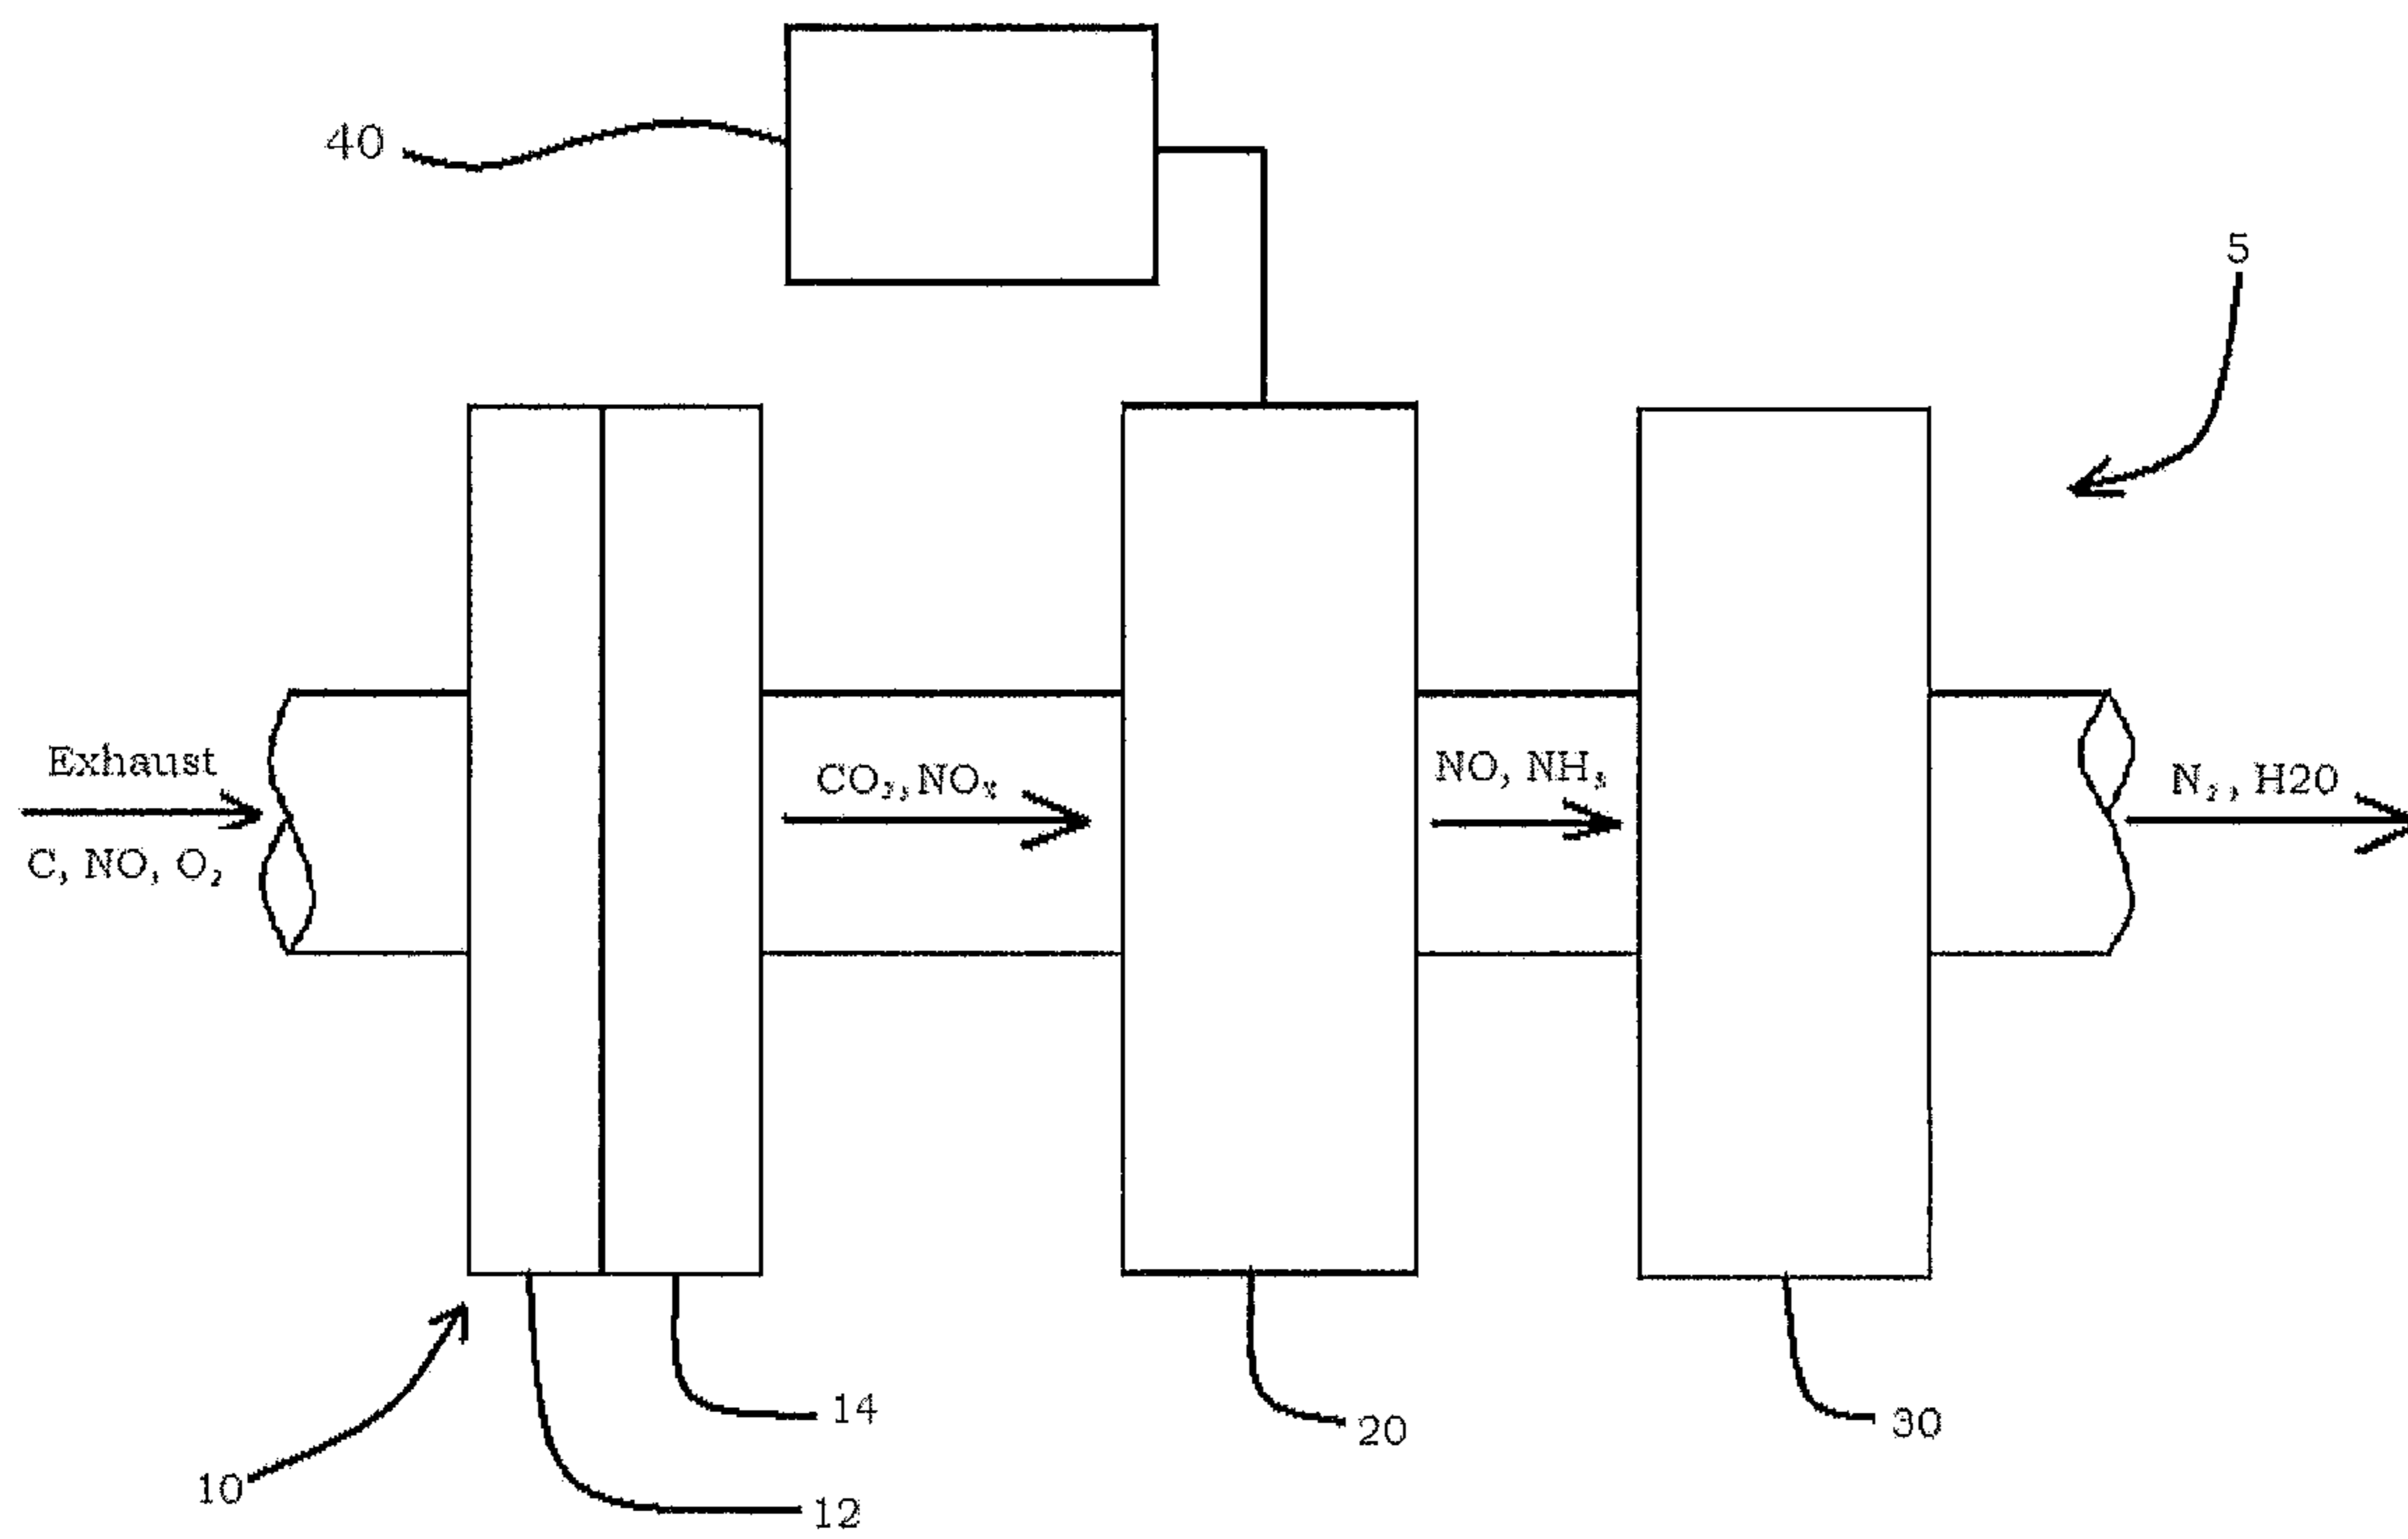 40
5
Exhaust
C, NO, O₂
CO₂, NOₓ
NO, NH₃
N₂, H20
14
20
30
10
12